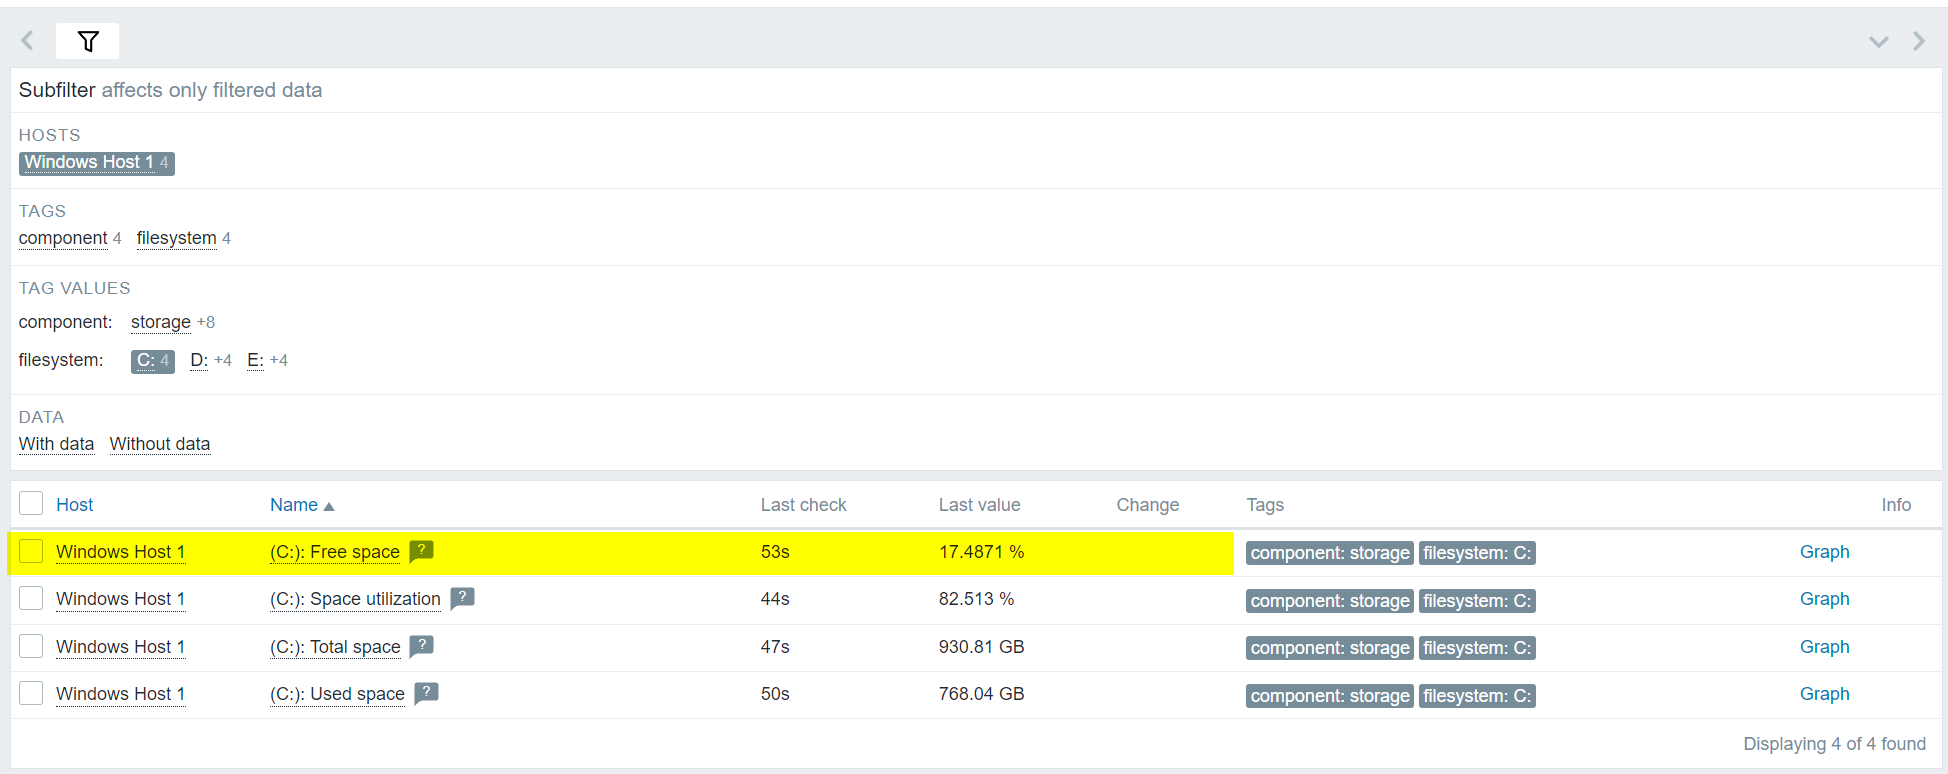 Subfilter affects only filtered data
HOSTS
Windows Host 1 4
TAGS
component 4 filesystem 4
TAG VALUES
component: storage +8
filesystem: C: 4 D: +4 E: +4
DATA
With data Without data
Host Name Last check Last value Change Tags Info
Windows Host 1 (C:): Free space ? 53s 17.4871 % component: storage filesystem: C: Graph
Windows Host 1 (C:): Space utilization ? 44s 82.513 % component: storage filesystem: C: Graph
Windows Host 1 (C:): Total space ? 47s 930.81 GB component: storage filesystem: C: Graph
Windows Host 1 (C:): Used space ? 50s 768.04 GB component: storage filesystem: C: Graph
Displaying 4 of 4 found